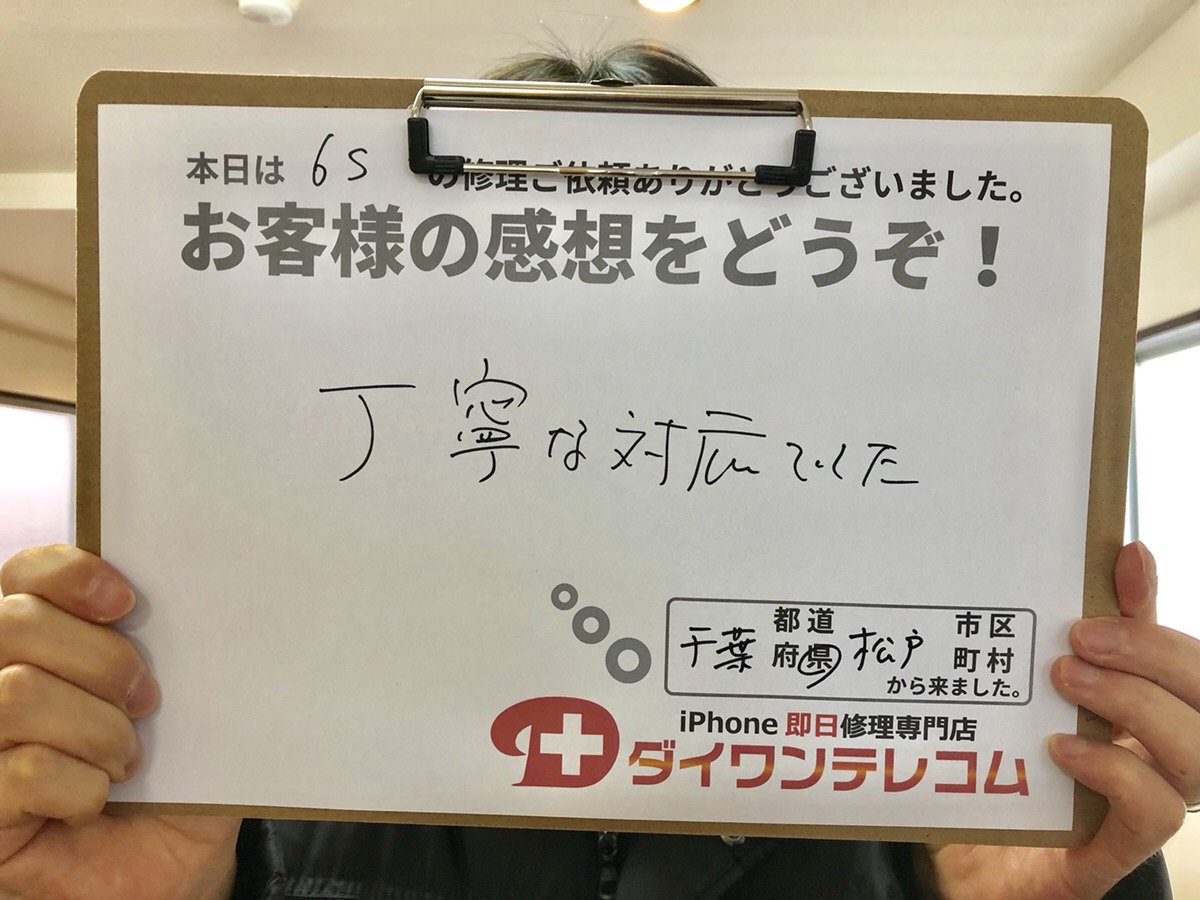 本日は 6S の修理ご依頼ありがとうございました。
お客様の感想をどうぞ！
丁寧な対応でした
千葉 都道府県 松戸 市区町村
から来ました。
iPhone 即日修理専門店
ダイワンテレコム